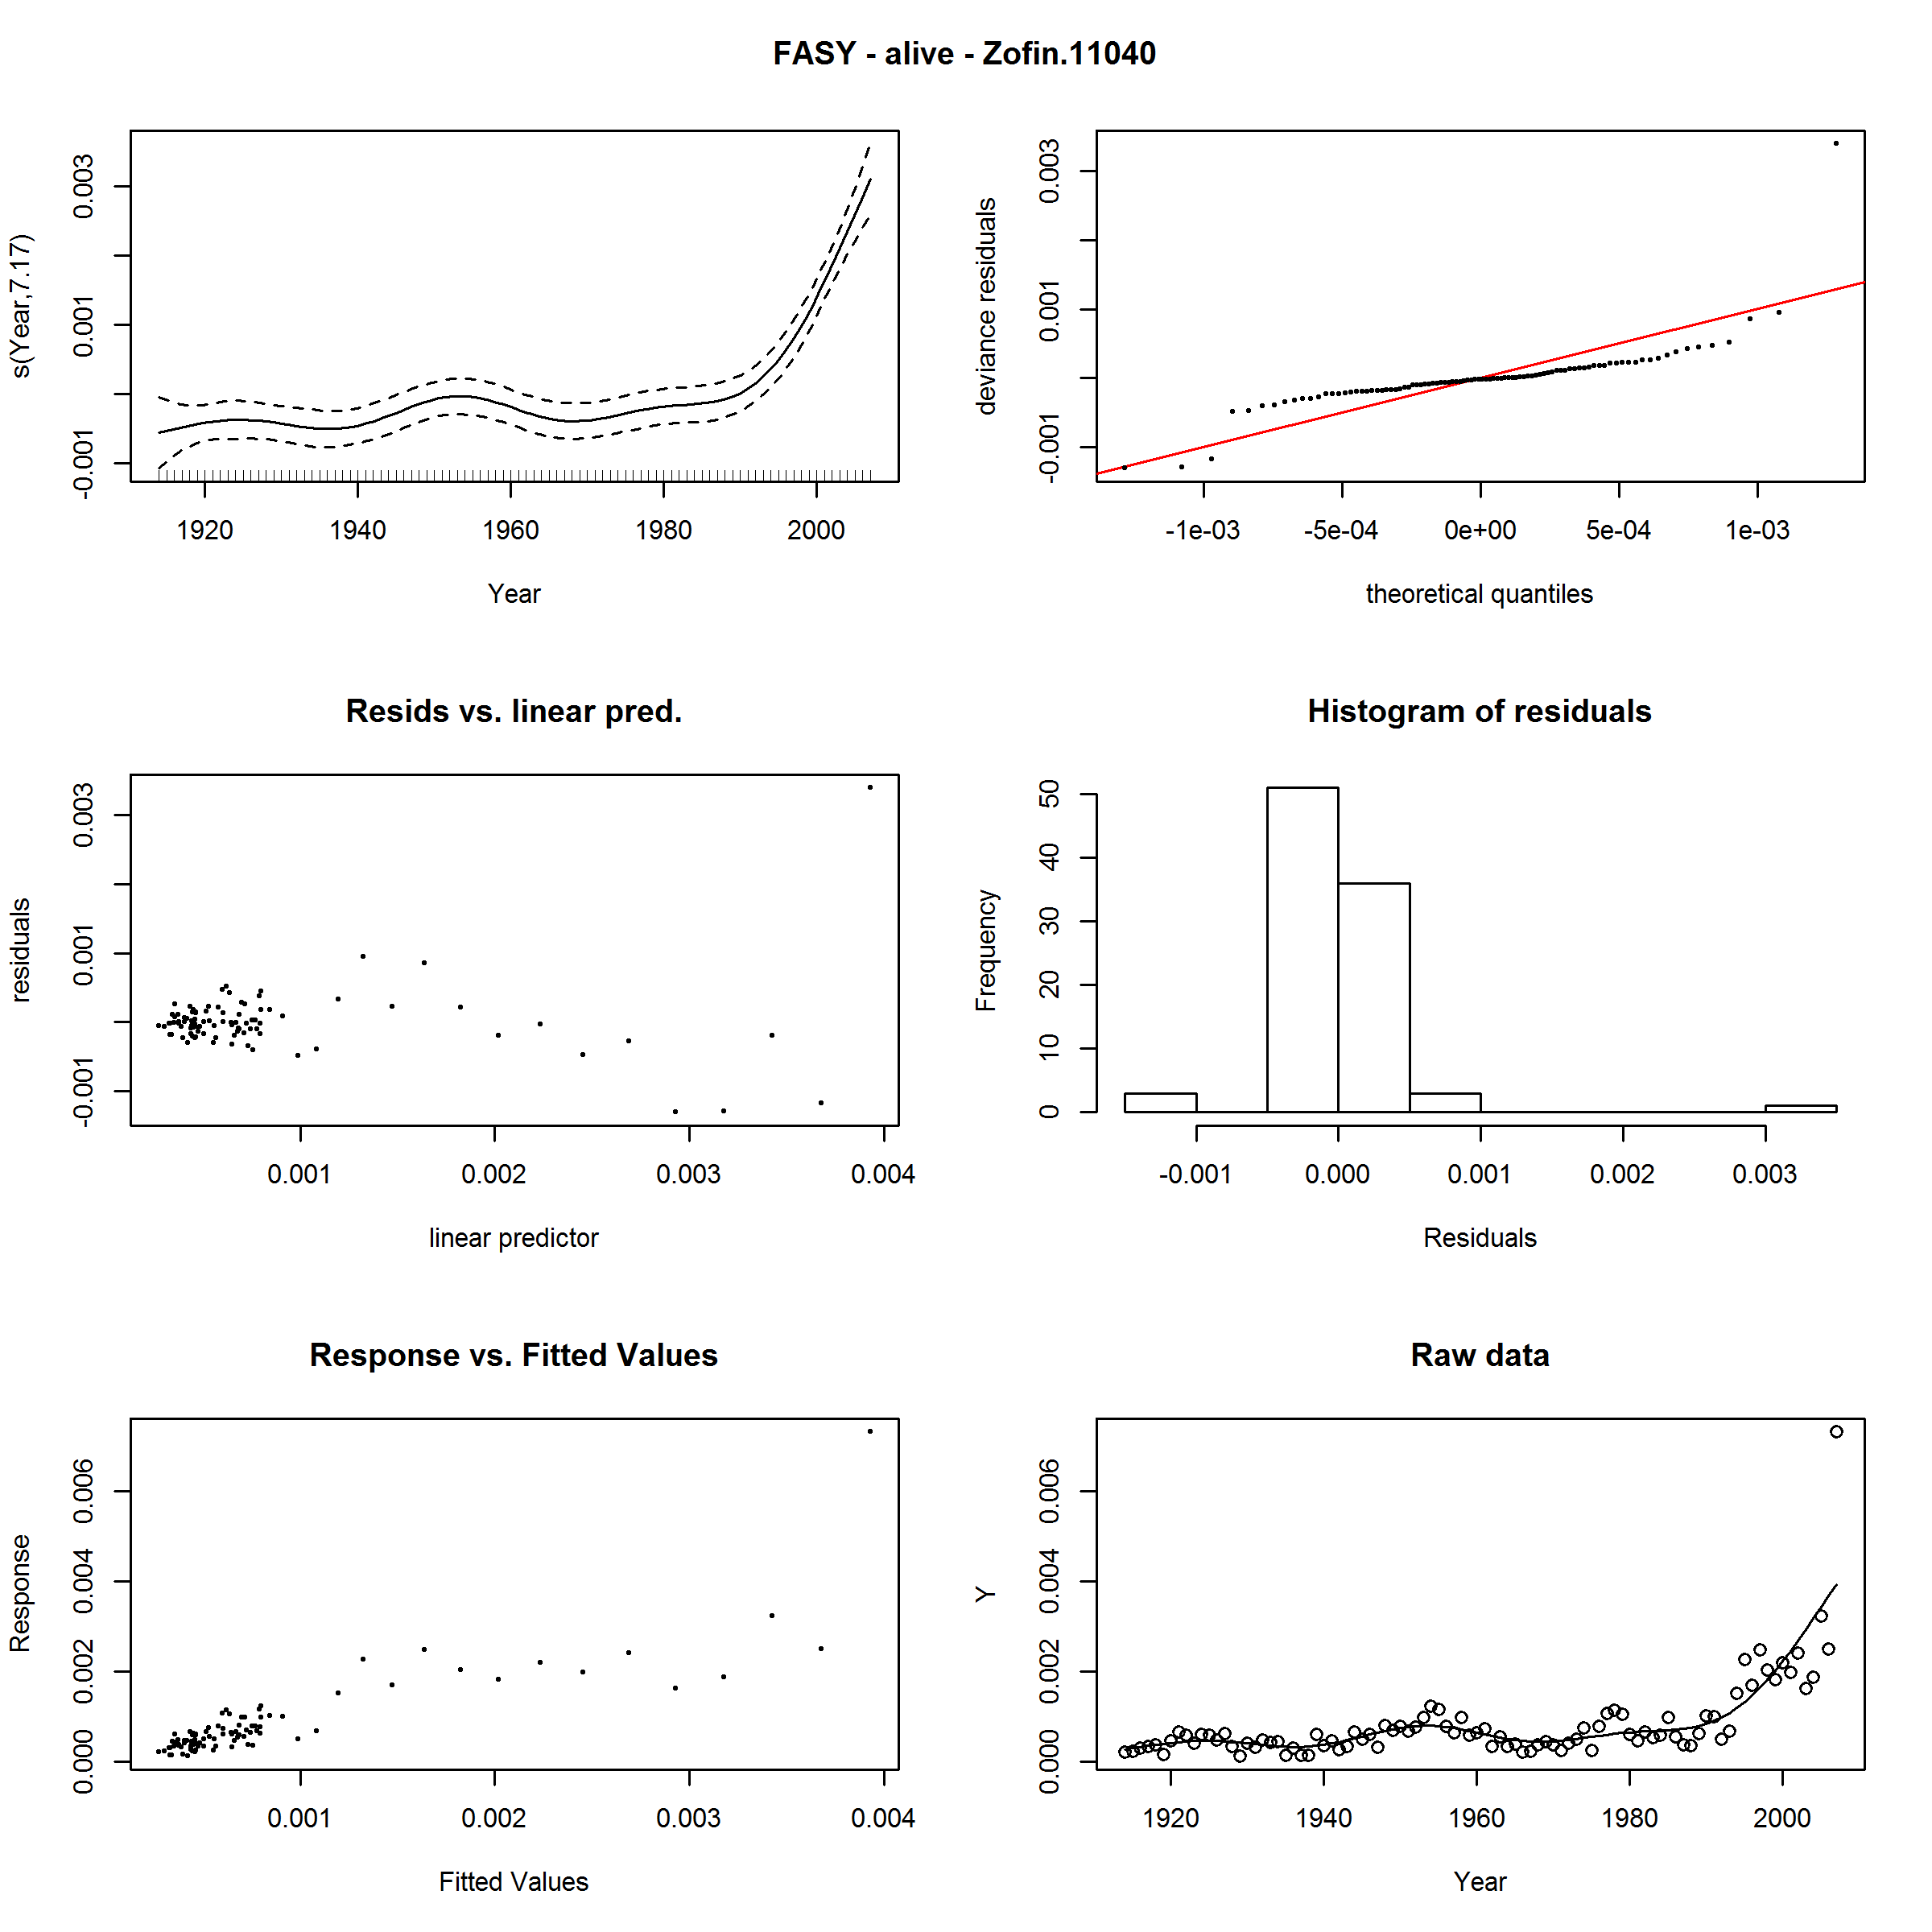 FASY - alive - Zofin.11040
s(Year,7.17)
-0.001
0.001
0.003
1920 1940 1960 1980 2000
Year
deviance residuals
-0.001
0.001
0.003
-1e-03 -5e-04 0e+00 5e-04 1e-03
theoretical quantiles
Resids vs. linear pred.
residuals
-0.001
0.001
0.003
0.001 0.002 0.003 0.004
linear predictor
Histogram of residuals
Frequency
0
10
20
30
40
50
-0.001 0.000 0.001 0.002 0.003
Residuals
Response vs. Fitted Values
Response
0.000
0.002
0.004
0.006
0.001 0.002 0.003 0.004
Fitted Values
Raw data
Y
0.000
0.002
0.004
0.006
1920 1940 1960 1980 2000
Year